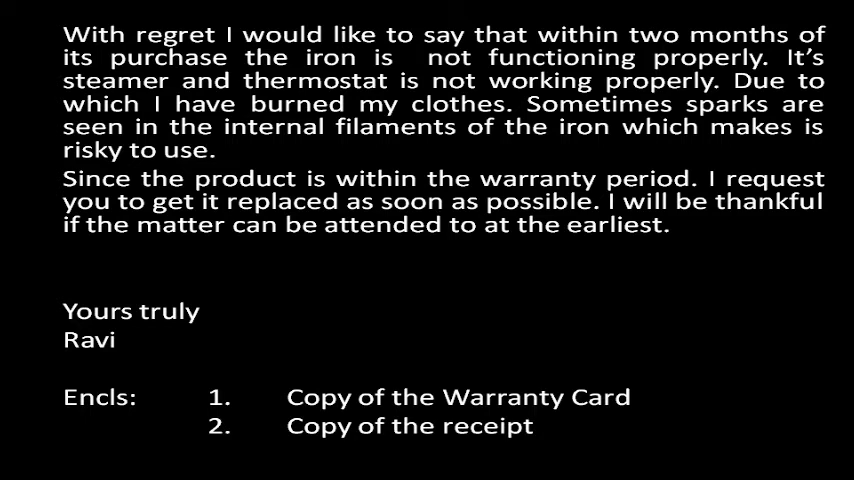 With regret I would like to say that within two months of
its purchase the iron is not functioning properly. It's
steamer and thermostat is not working properly. Due to
which I have burned my clothes. Sometimes sparks are
seen in the internal filaments of the iron which makes is
risky to use.
Since the product is within the warranty period. I request
you to get it replaced as soon as possible. I will be thankful
if the matter can be attended to at the earliest.
Yours truly
Ravi
Encls: 1. Copy of the Warranty Card
2. Copy of the receipt